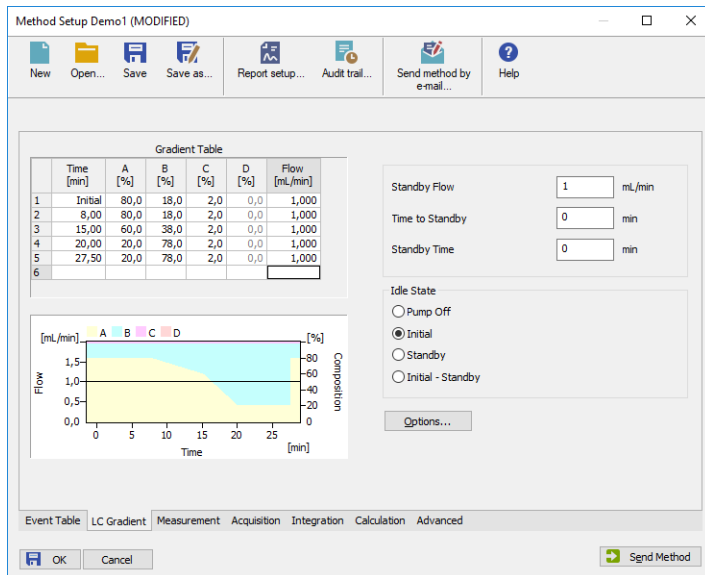 Method Setup Demo1 (MODIFIED)
New Open... Save Save as... Report setup... Audit trail... Send method by e-mail... Help
Gradient Table
Time [min] A [%] B [%] C [%] D [%] Flow [mL/min]
1 Initial 80,0 18,0 2,0 0,0 1,000
2 8,00 80,0 18,0 2,0 0,0 1,000
3 15,00 60,0 38,0 2,0 0,0 1,000
4 20,00 20,0 78,0 2,0 0,0 1,000
5 27,50 20,0 78,0 2,0 0,0 1,000
6
Standby Flow 1 mL/min
Time to Standby 0 min
Standby Time 0 min
Idle State
Pump Off
Initial
Standby
Initial - Standby
Options...
[mL/min] A B C D [%]
1,5 80
1,0 60
0,5 40
0,0 20
0
Flow
Composition
0 5 10 15 20 25 [min]
Time
Event Table LC Gradient Measurement Acquisition Integration Calculation Advanced
OK Cancel Send Method